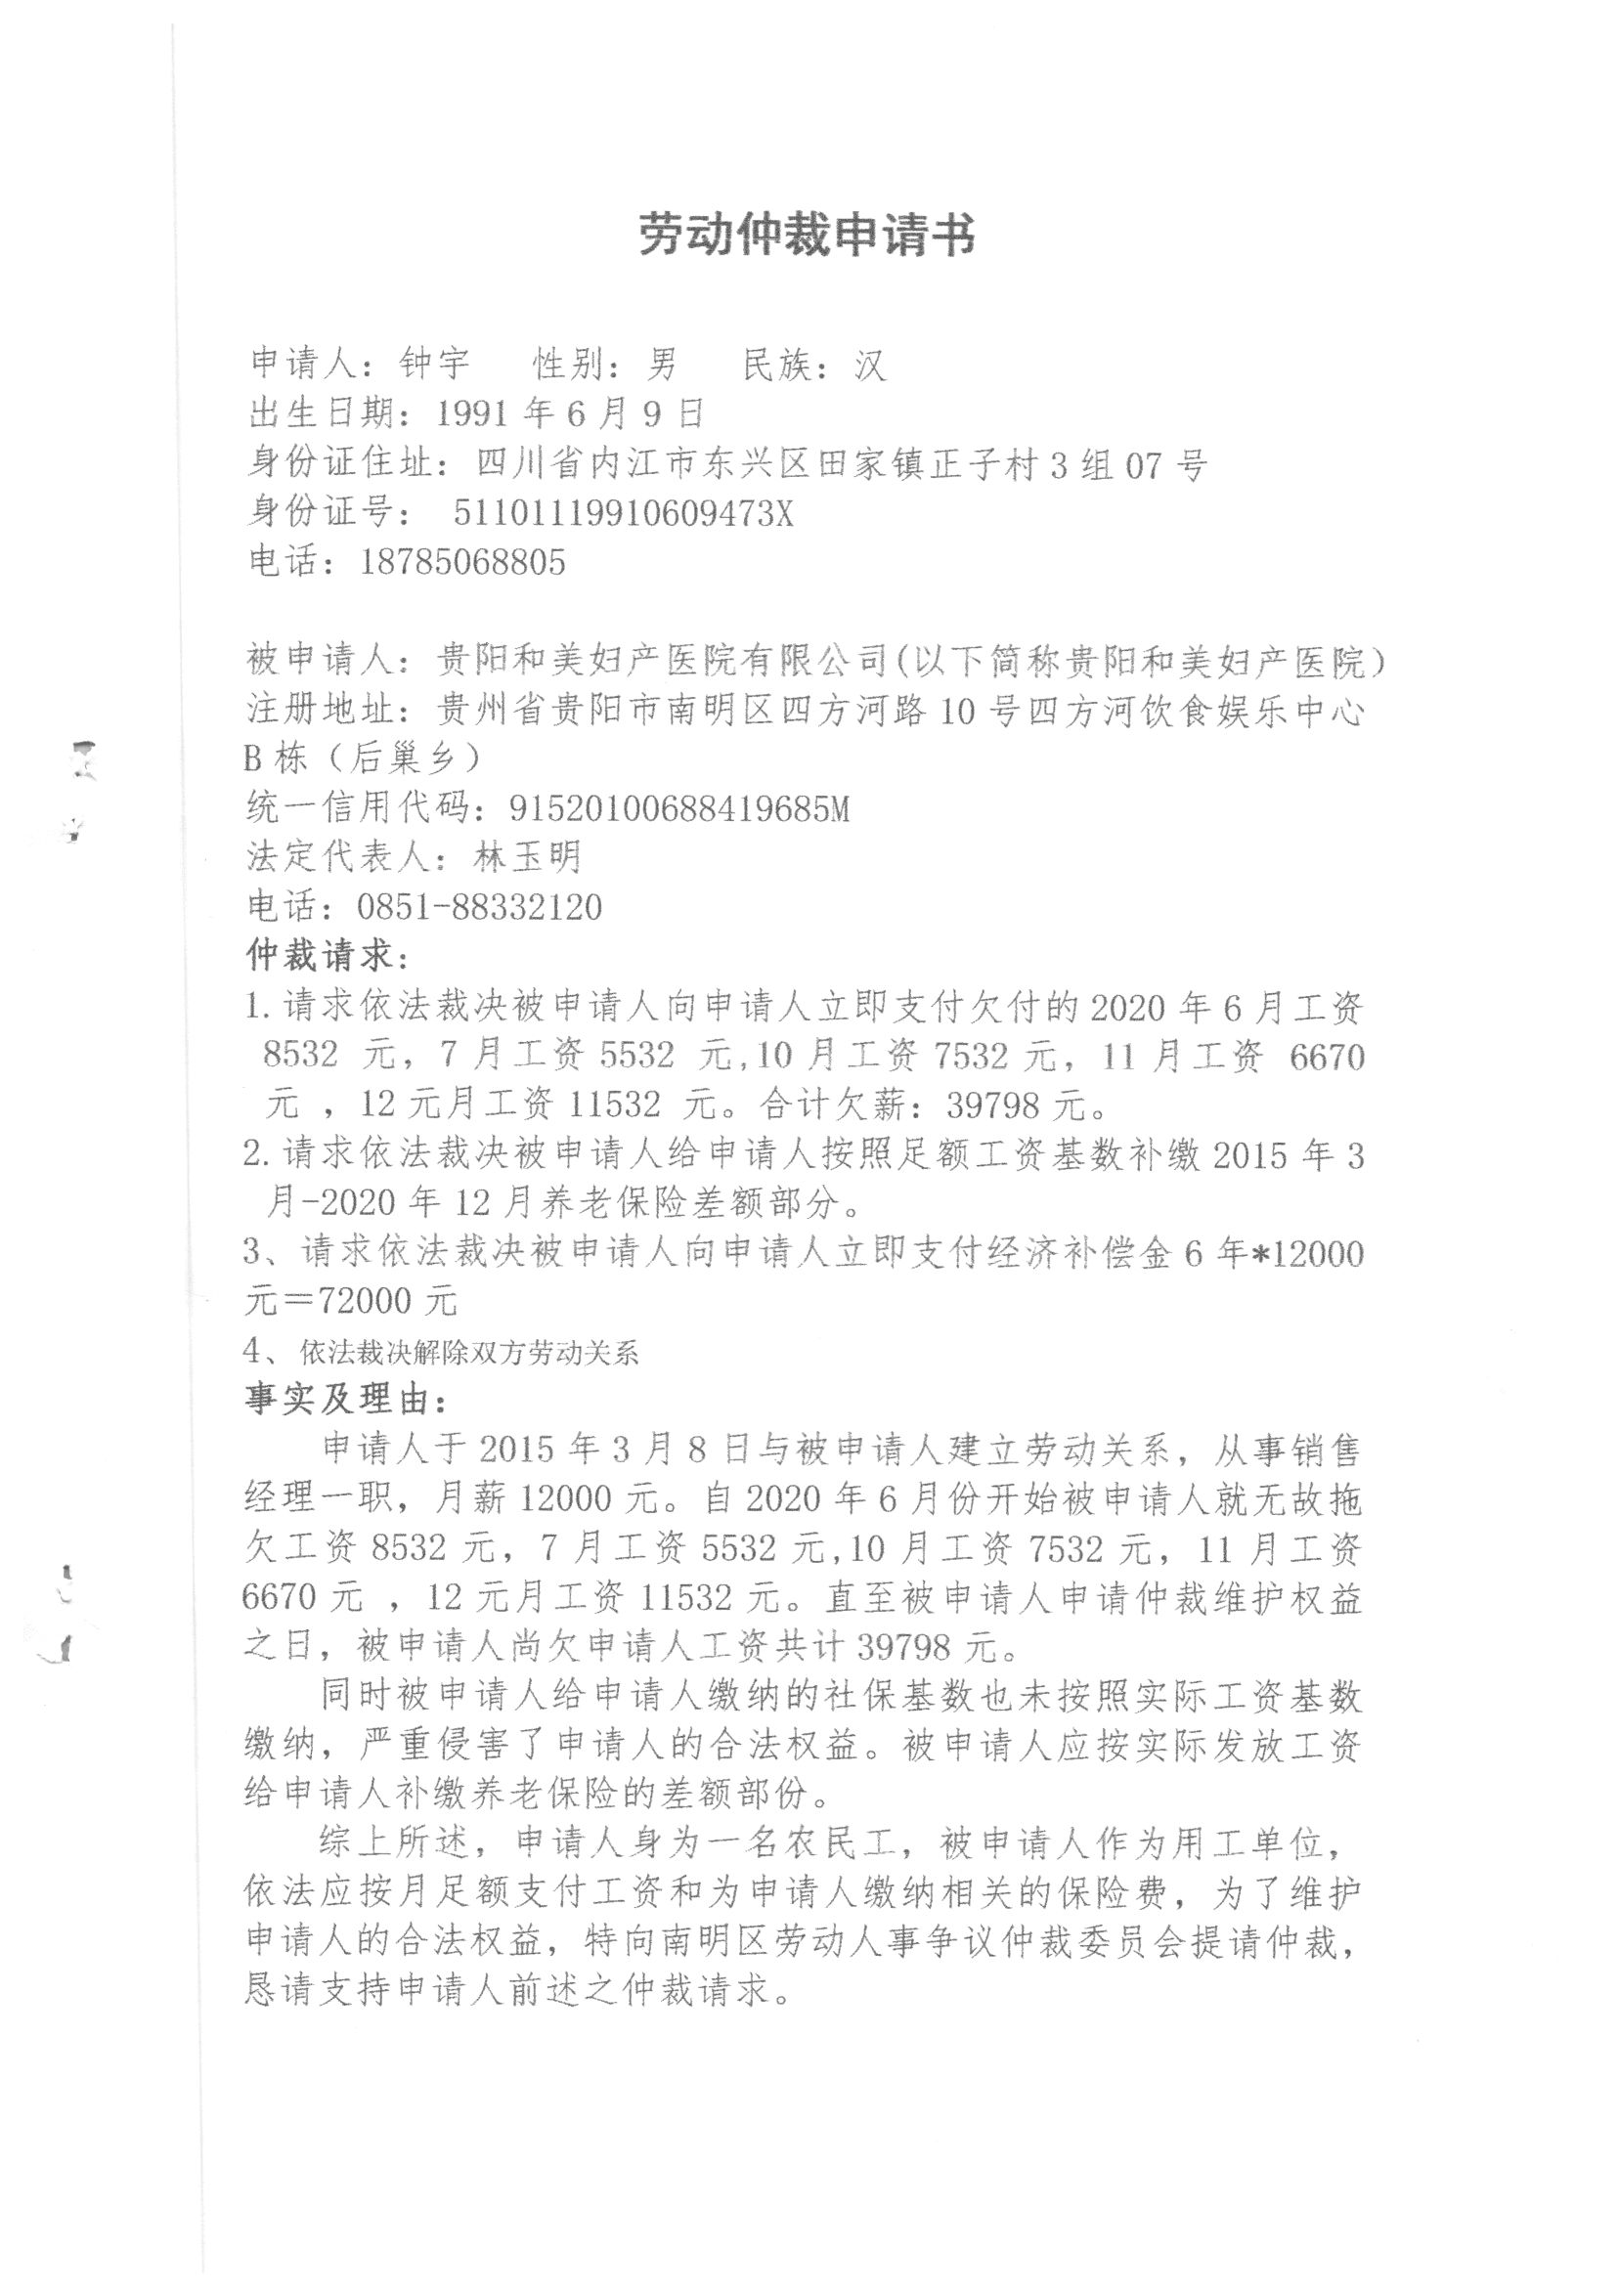 劳动仲裁申请书
申请人：钟宇 性别：男 民族：汉
出生日期：1991 年 6 月 9 日
身份证住址：四川省内江市东兴区田家镇正子村 3 组 07 号
身份证号： 51101119910609473X
电话：18785068805
被申请人：贵阳和美妇产医院有限公司(以下简称贵阳和美妇产医院）
注册地址：贵州省贵阳市南明区四方河路 10 号四方河饮食娱乐中心
B 栋（后巢乡）
统一信用代码：91520100688419685M
法定代表人：林玉明
电话：0851-88332120
仲裁请求：
1.请求依法裁决被申请人向申请人立即支付欠付的 2020 年 6 月工资
8532 元，7 月工资 5532 元,10 月工资 7532 元，11 月工资 6670
元 ，12 元月工资 11532 元。合计欠薪：39798 元。
2.请求依法裁决被申请人给申请人按照足额工资基数补缴 2015 年 3
月-2020 年 12 月养老保险差额部分。
3、请求依法裁决被申请人向申请人立即支付经济补偿金 6 年*12000
元＝72000 元
4、依法裁决解除双方劳动关系
事实及理由：
申请人于 2015 年 3 月 8 日与被申请人建立劳动关系，从事销售
经理一职，月薪 12000 元。自 2020 年 6 月份开始被申请人就无故拖
欠工资 8532 元，7 月工资 5532 元,10 月工资 7532 元，11 月工资
6670 元 ，12 元月工资 11532 元。直至被申请人申请仲裁维护权益
之日，被申请人尚欠申请人工资共计 39798 元。
同时被申请人给申请人缴纳的社保基数也未按照实际工资基数
缴纳，严重侵害了申请人的合法权益。被申请人应按实际发放工资
给申请人补缴养老保险的差额部份。
综上所述，申请人身为一名农民工，被申请人作为用工单位，
依法应按月足额支付工资和为申请人缴纳相关的保险费，为了维护
申请人的合法权益，特向南明区劳动人事争议仲裁委员会提请仲裁，
恳请支持申请人前述之仲裁请求。